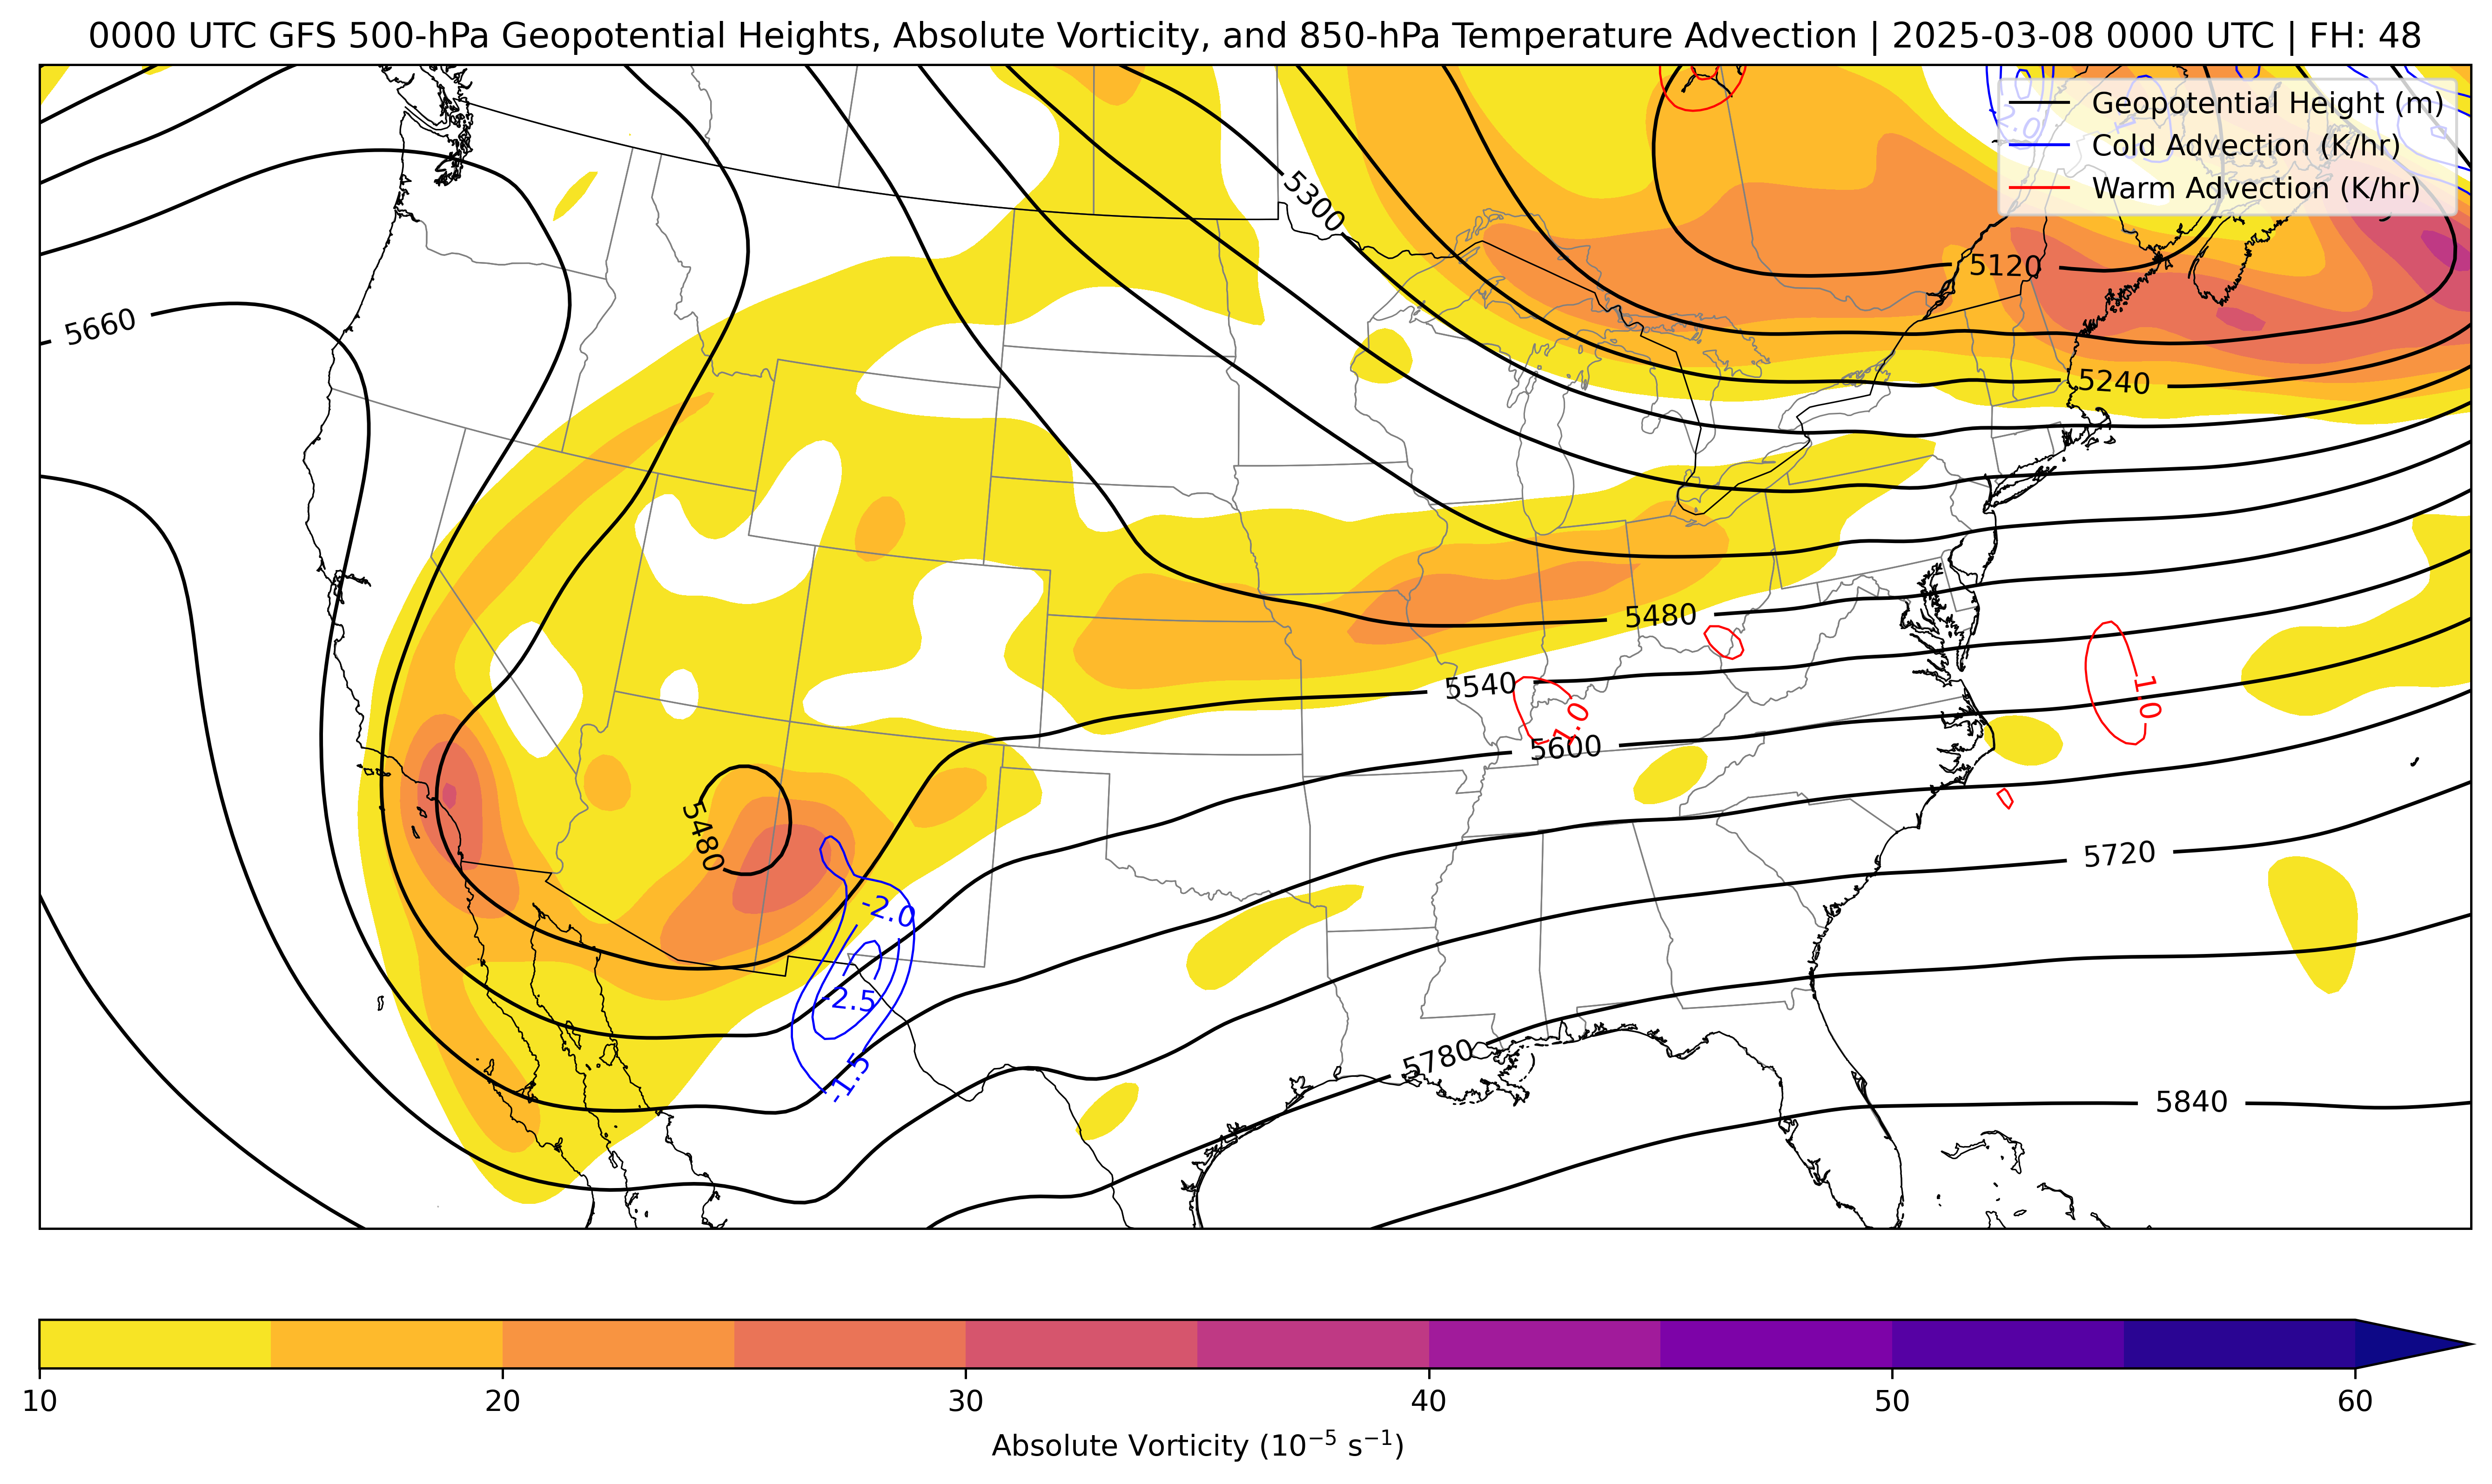 0000 UTC GFS 500-hPa Geopotential Heights, Absolute Vorticity, and 850-hPa Temperature Advection | 2025-03-08 0000 UTC | FH: 48
Geopotential Height (m)
Cold Advection (K/hr)
Warm Advection (K/hr)
5300
5120
5660
5240
5480
5540
1.0
1.0
5600
5480
5720
-2.0
-2.5
-1.5
5780
5840
10 20 30 40 50 60
Absolute Vorticity (10⁻⁵ s⁻¹)